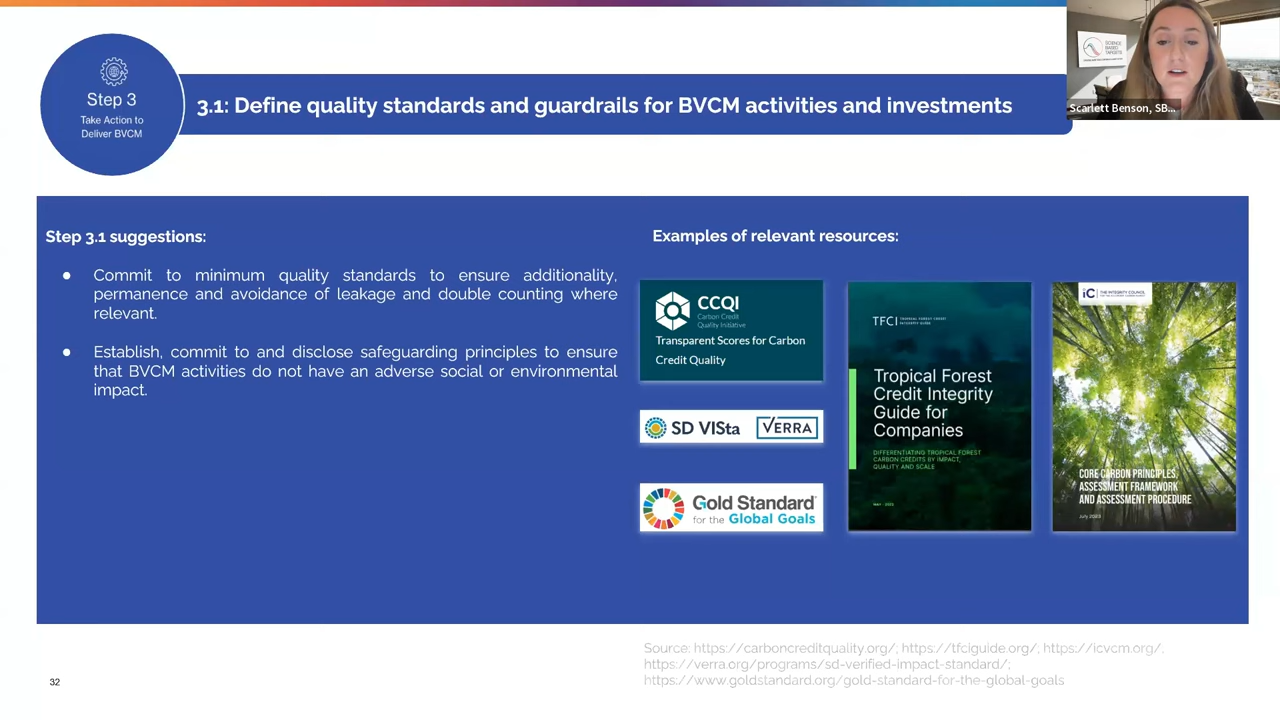 Step 3
Take Action to
Deliver BVCM
3.1: Define quality standards and guardrails for BVCM activities and investments
SCIENCE
BASED
TARGETS
Scarlett Benson, SB...
Step 3.1 suggestions:
● Commit to minimum quality standards to ensure additionality,
permanence and avoidance of leakage and double counting where
relevant.
● Establish, commit to and disclose safeguarding principles to ensure
that BVCM activities do not have an adverse social or environmental
impact.
Examples of relevant resources:
CCQI
Carbon Credit
Quality Initiative
Transparent Scores for Carbon
Credit Quality
SD VISta VERRA
Gold Standard
for the Global Goals
TFCI TROPICAL FOREST CREDIT
INTEGRITY GUIDE
Tropical Forest
Credit Integrity
Guide for
Companies
DIFFERENTIATING TROPICAL FOREST
CARBON CREDITS BY IMPACT,
QUALITY AND SCALE
iC THE INTEGRITY COUNCIL
FOR THE VOLUNTARY CARBON MARKET
CORE CARBON PRINCIPLES,
ASSESSMENT FRAMEWORK
AND ASSESSMENT PROCEDURE
July 2023
Source: https://carboncreditquality.org/; https://tfciguide.org/; https://icvcm.org/,
https://verra.org/programs/sd-verified-impact-standard/;
https://www.goldstandard.org/gold-standard-for-the-global-goals
32